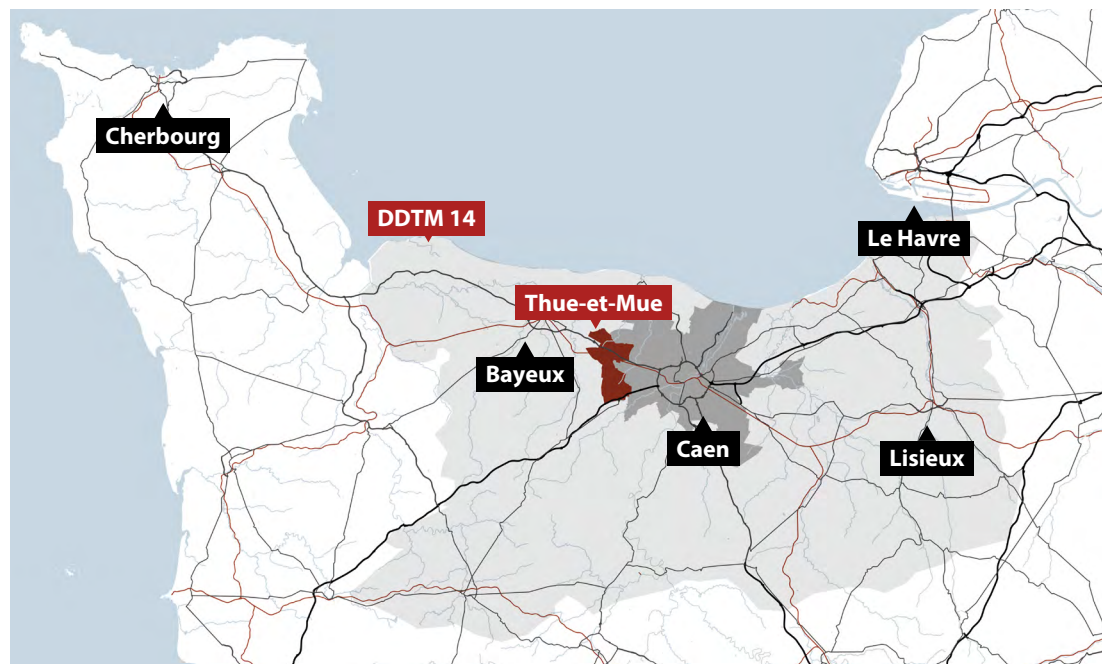 Cherbourg
DDTM 14
Le Havre
Thue-et-Mue
Bayeux
Caen
Lisieux